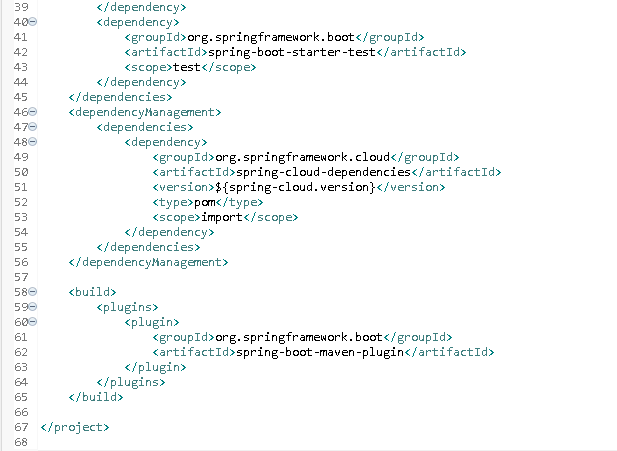 39 </dependency>
40 <dependency>
41 <groupId>org.springframework.boot</groupId>
42 <artifactId>spring-boot-starter-test</artifactId>
43 <scope>test</scope>
44 </dependency>
45 </dependencies>
46 <dependencyManagement>
47 <dependencies>
48 <dependency>
49 <groupId>org.springframework.cloud</groupId>
50 <artifactId>spring-cloud-dependencies</artifactId>
51 <version>${spring-cloud.version}</version>
52 <type>pom</type>
53 <scope>import</scope>
54 </dependency>
55 </dependencies>
56 </dependencyManagement>
57
58 <build>
59 <plugins>
60 <plugin>
61 <groupId>org.springframework.boot</groupId>
62 <artifactId>spring-boot-maven-plugin</artifactId>
63 </plugin>
64 </plugins>
65 </build>
66
67 </project>
68